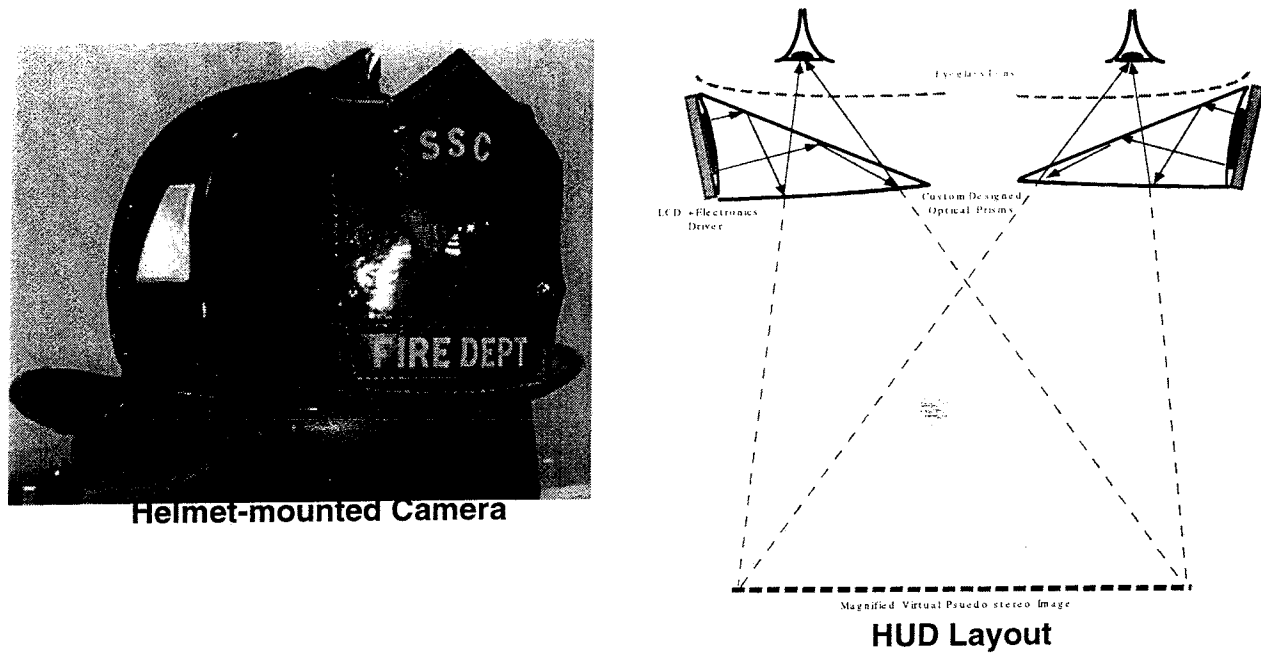 SSC
FIRE DEPT
Helmet-mounted Camera
Eyeglass Lens
LCD +Electronics
Driver
Custom Designed
Optical Prisms
Magnified Virtual Psuedo stereo Image
HUD Layout